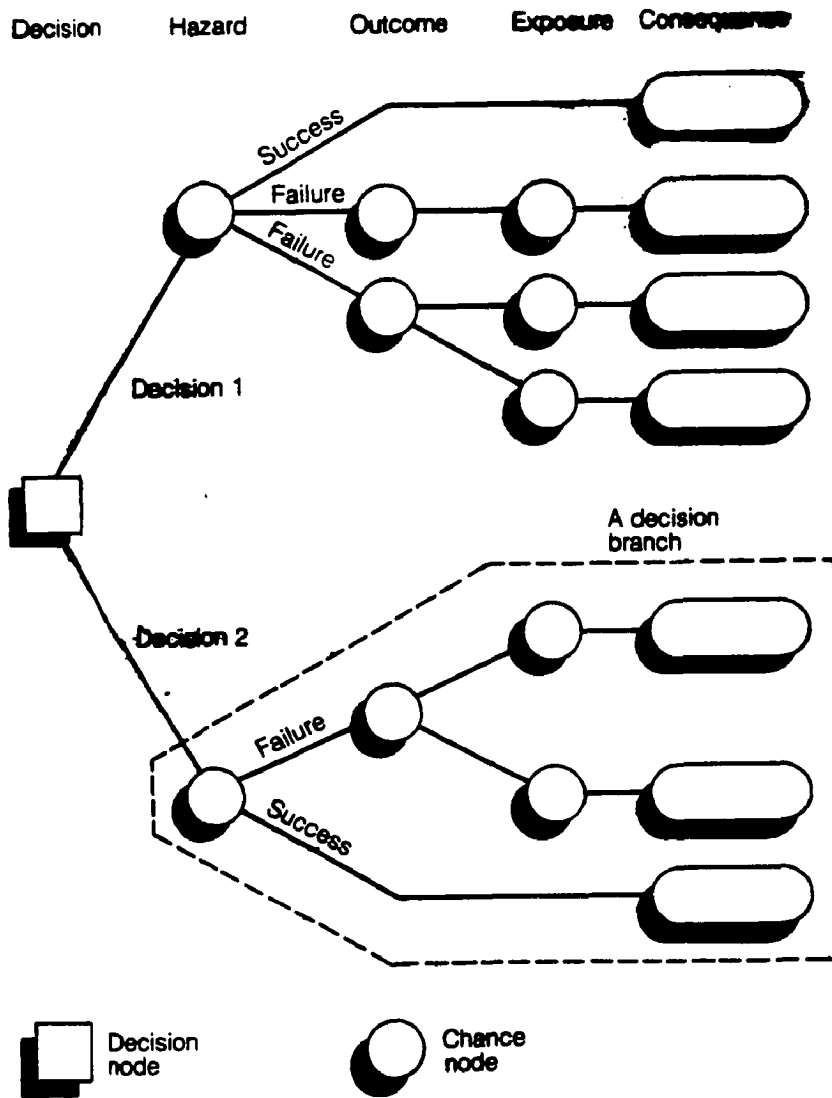 Decision Hazard Outcome Exposure Consequence
Success
Failure
Failure
Decision 1
A decision
branch
Decision 2
Failure
Success
Decision
node
Chance
node